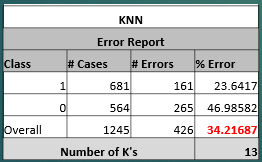 KNN
Error Report
Class # Cases # Errors % Error
1 681 161 23.6417
0 564 265 46.98582
Overall 1245 426 34.21687
Number of K's 13